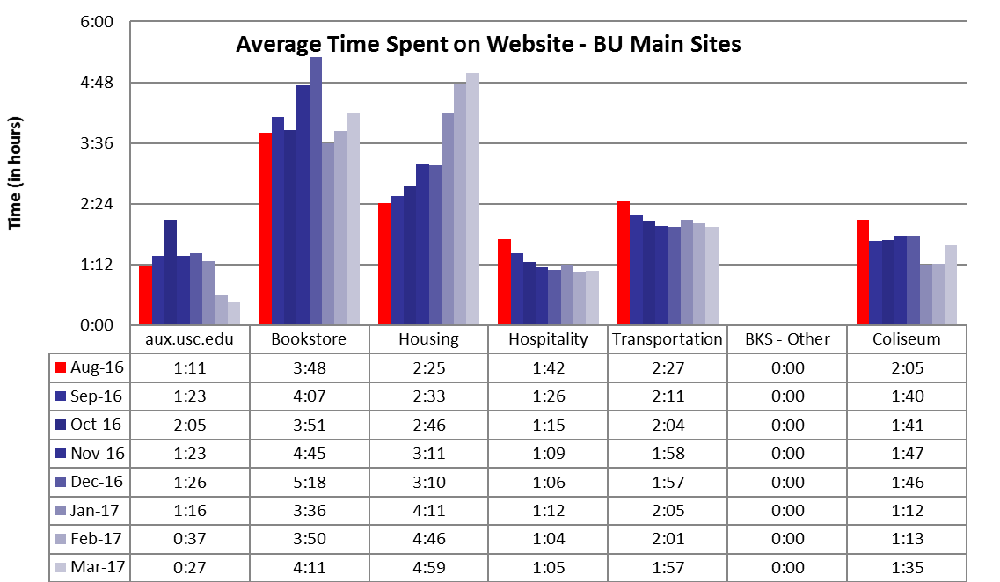 Average Time Spent on Website - BU Main Sites
Time (in hours)
6:00
4:48
3:36
2:24
1:12
0:00
aux.usc.edu Bookstore Housing Hospitality Transportation BKS - Other Coliseum
Aug-16 1:11 3:48 2:25 1:42 2:27 0:00 2:05
Sep-16 1:23 4:07 2:33 1:26 2:11 0:00 1:40
Oct-16 2:05 3:51 2:46 1:15 2:04 0:00 1:41
Nov-16 1:23 4:45 3:11 1:09 1:58 0:00 1:47
Dec-16 1:26 5:18 3:10 1:06 1:57 0:00 1:46
Jan-17 1:16 3:36 4:11 1:12 2:05 0:00 1:12
Feb-17 0:37 3:50 4:46 1:04 2:01 0:00 1:13
Mar-17 0:27 4:11 4:59 1:05 1:57 0:00 1:35